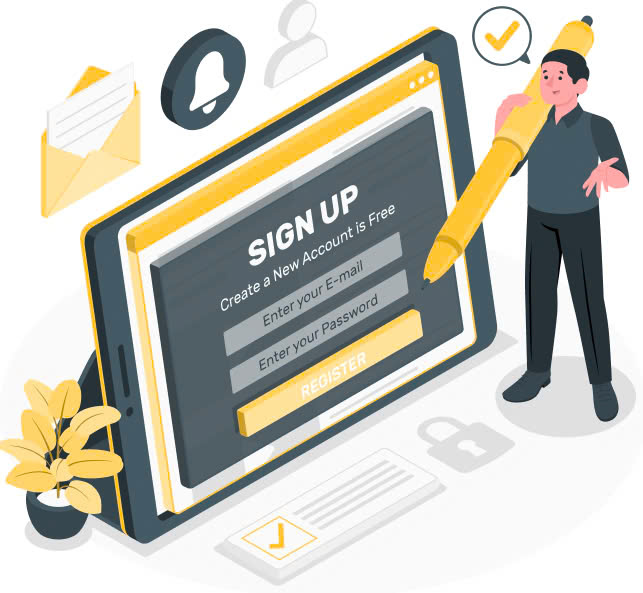 SIGN UP
Create a New Account is Free
Enter your E-mail
Enter your Password
REGISTER